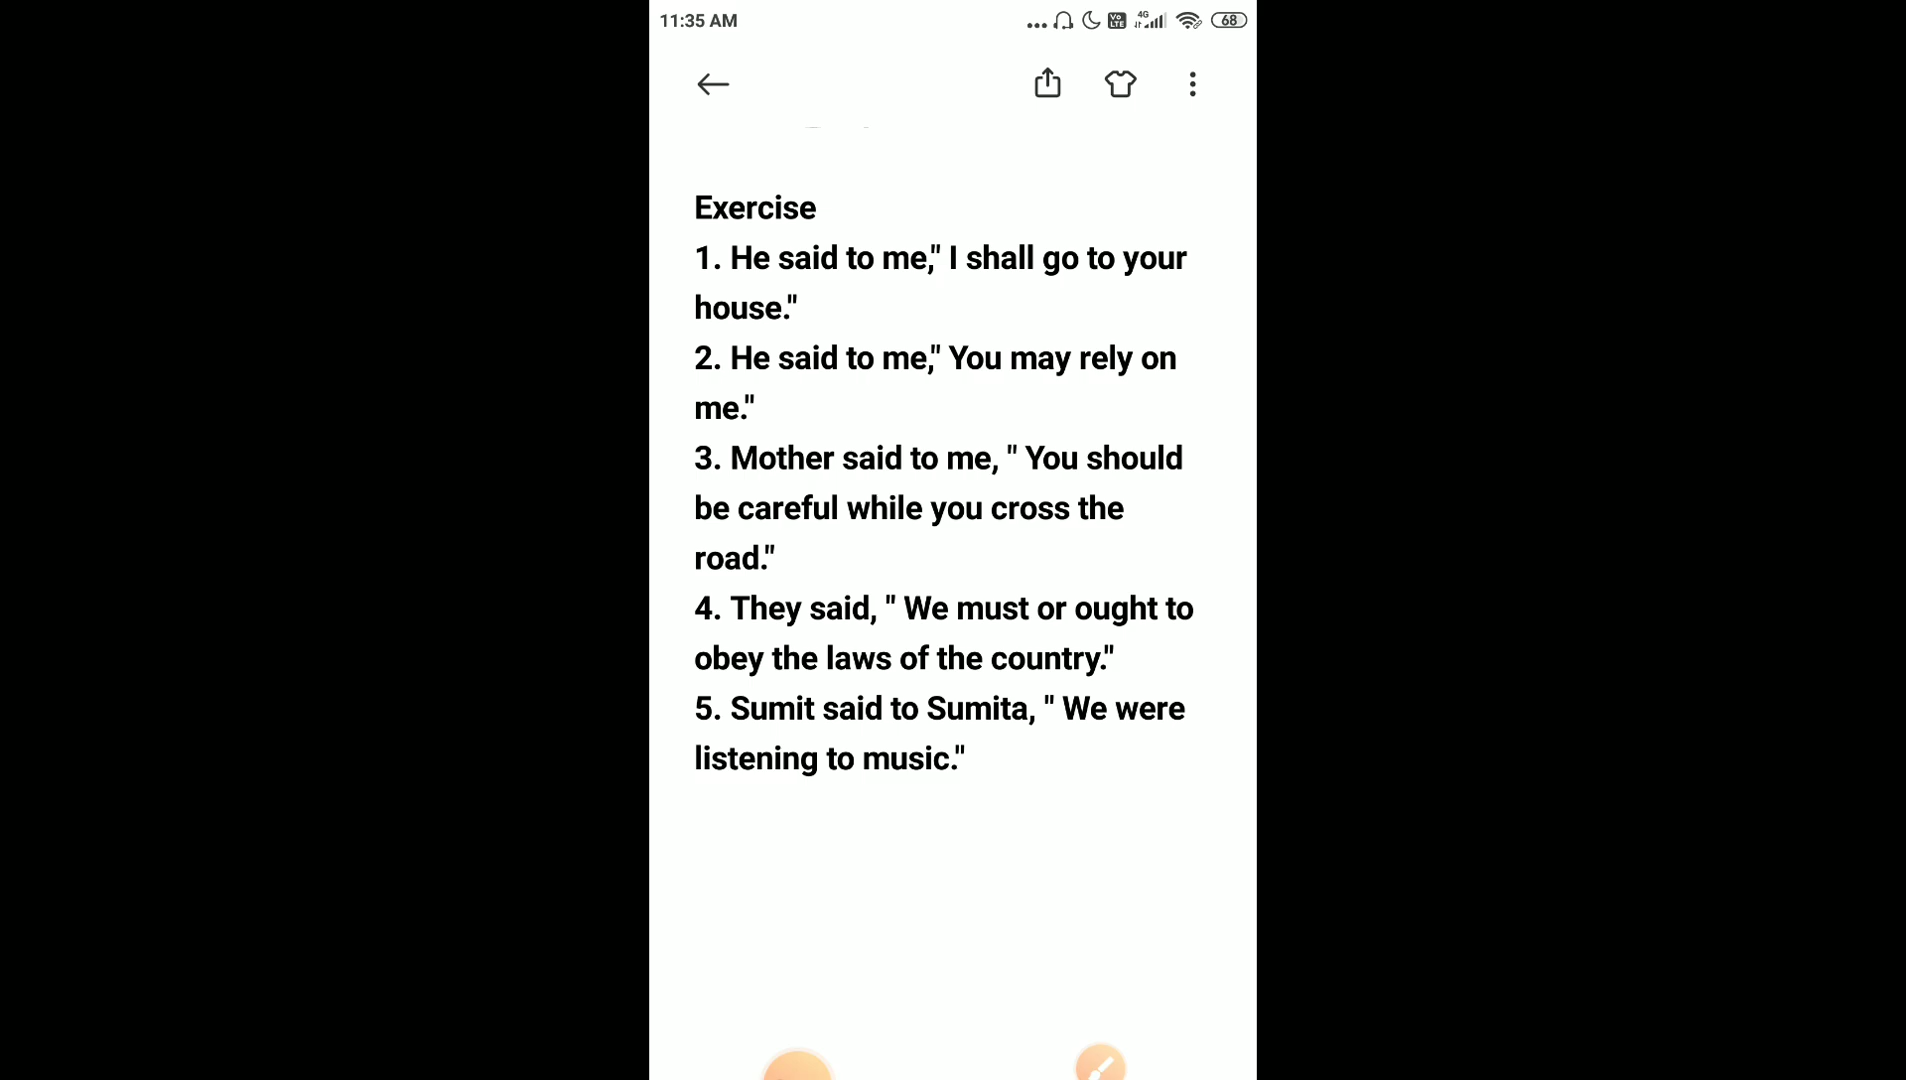 11:35 AM
... Vo LTE 4G 68
Exercise
1. He said to me," I shall go to your
house."
2. He said to me," You may rely on
me."
3. Mother said to me, " You should
be careful while you cross the
road."
4. They said, " We must or ought to
obey the laws of the country."
5. Sumit said to Sumita, " We were
listening to music."